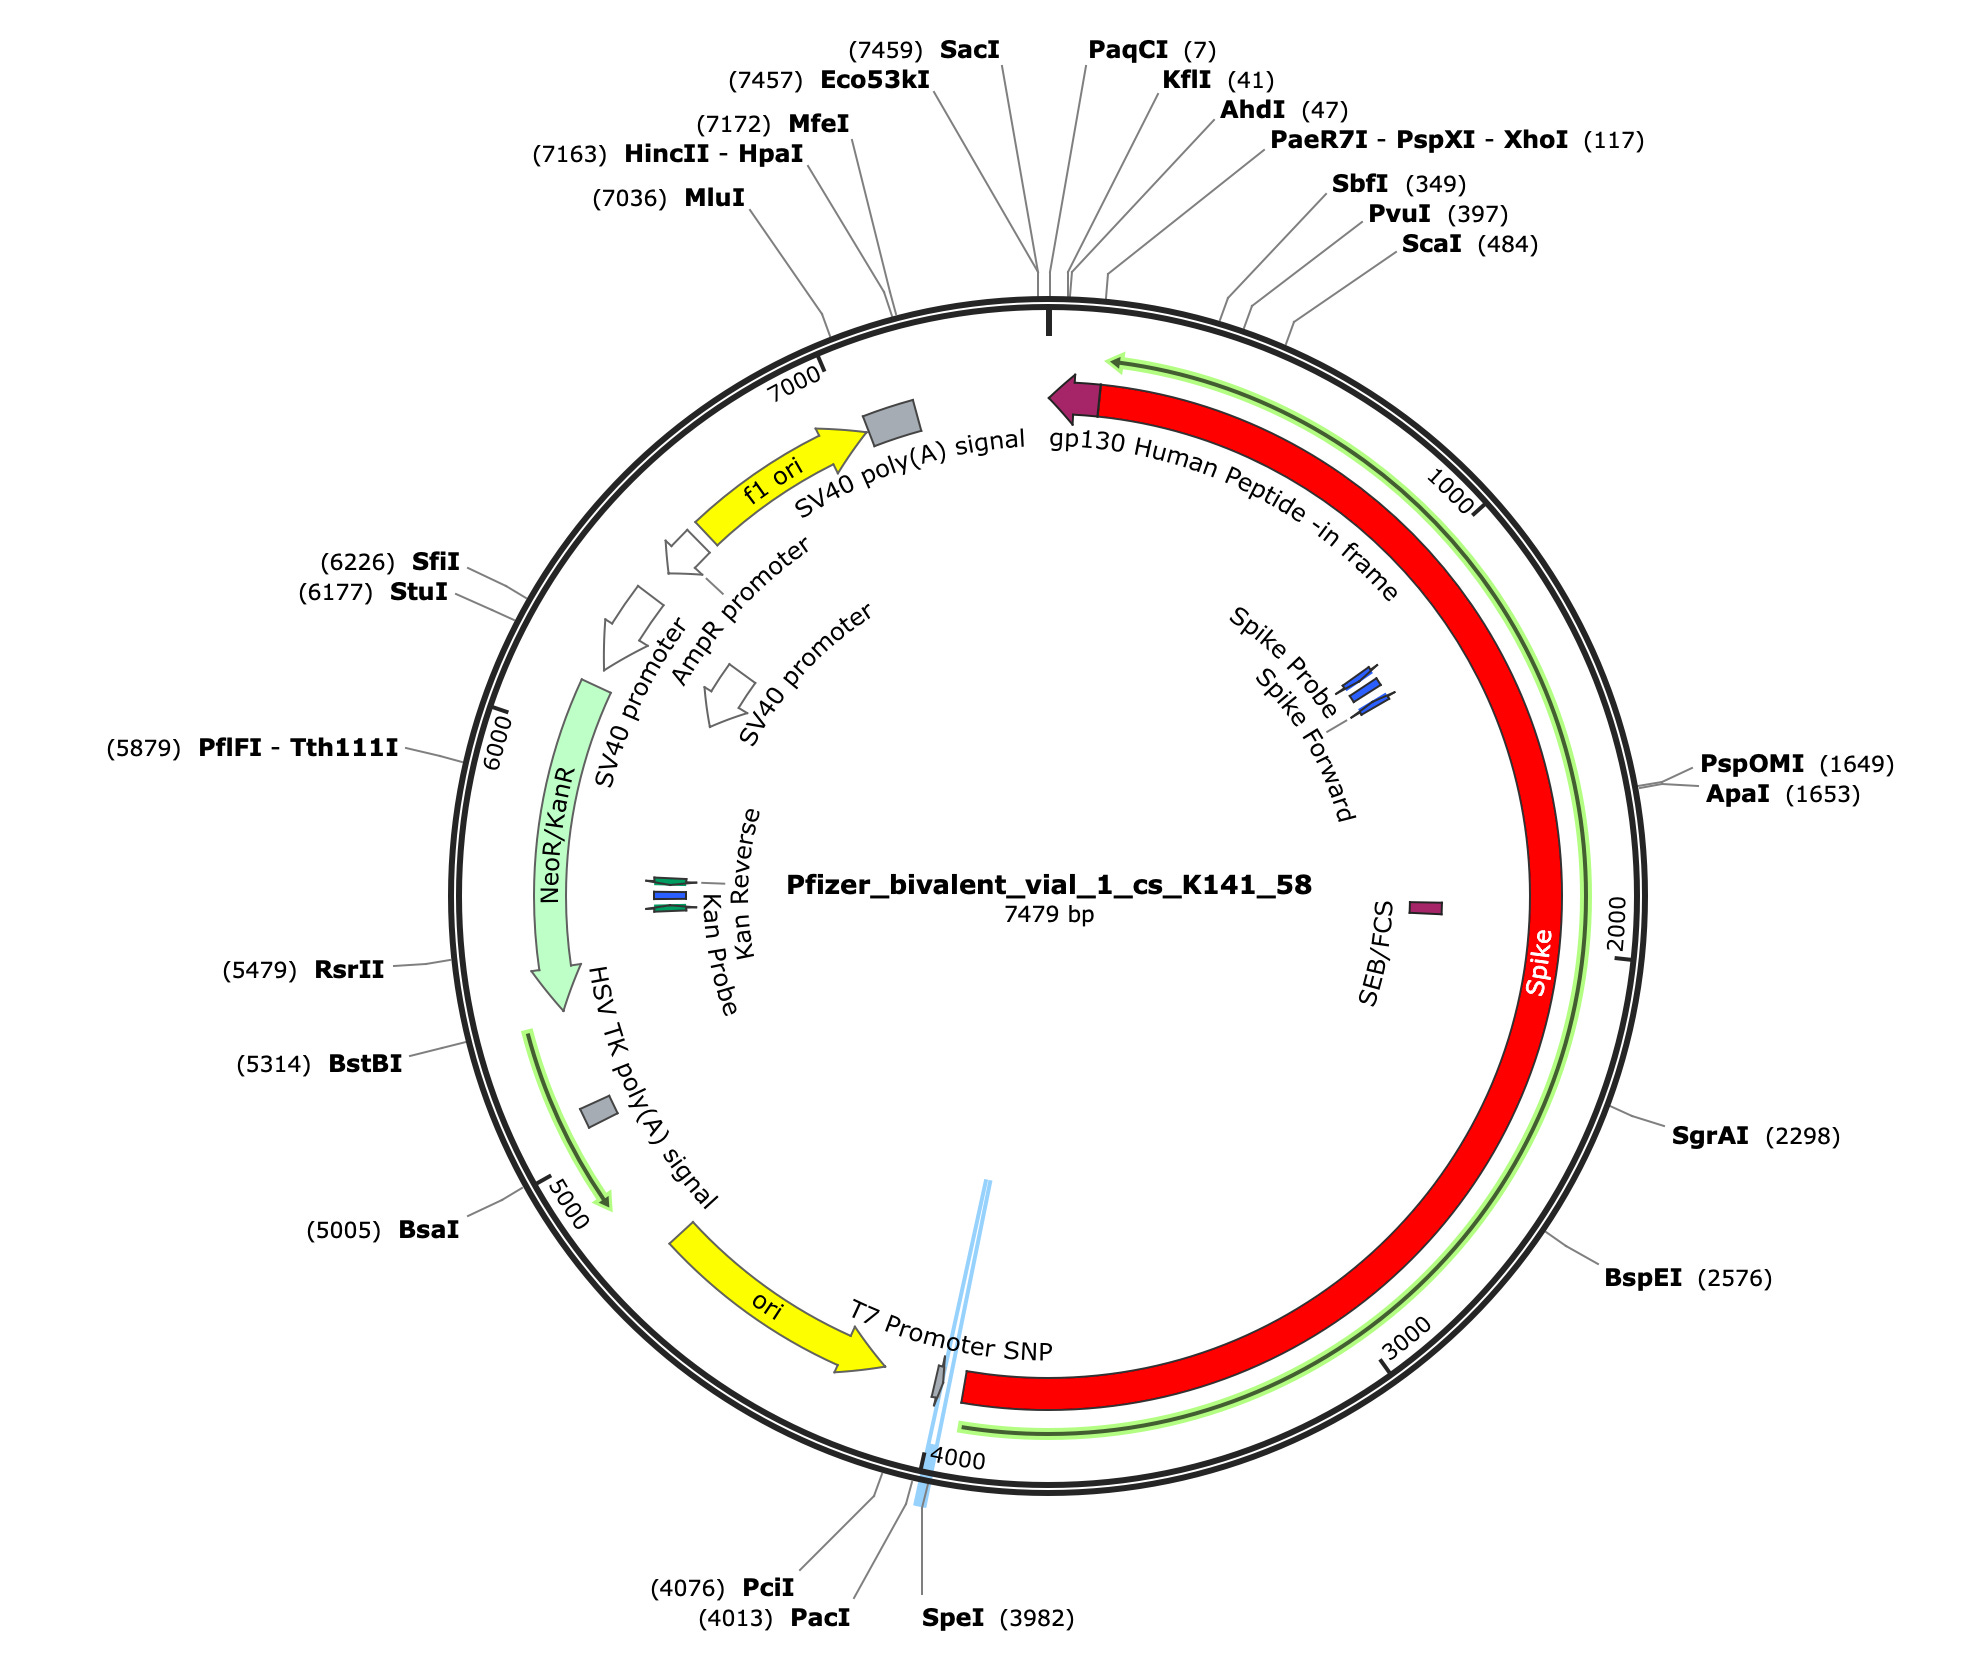 (7459) SacI
PaqCI (7)
(7457) Eco53kI
KflI (41)
AhdI (47)
(7172) MfeI
PaeR7I - PspXI - XhoI (117)
(7163) HincII - HpaI
SbfI (349)
(7036) MluI
PvuI (397)
ScaI (484)
7000
1000
f1 ori
SV40 poly(A) signal
gp130 Human Peptide -in frame
(6226) SfiI
(6177) StuI
AmpR promoter
SV40 promoter
SV40 promoter
Spike Probe
Spike Forward
6000
(5879) PflFI - Tth111I
PspOMI (1649)
ApaI (1653)
NeoR/KanR
Kan Reverse
Kan Probe
Pfizer_bivalent_vial_1_cs_K141_58
7479 bp
SEB/FCS
Spike
2000
(5479) RsrII
HSV TK poly(A) signal
(5314) BstBI
SgrAI (2298)
5000
(5005) BsaI
BspEI (2576)
ori
T7 Promoter SNP
3000
4000
(4076) PciI
(4013) PacI
SpeI (3982)